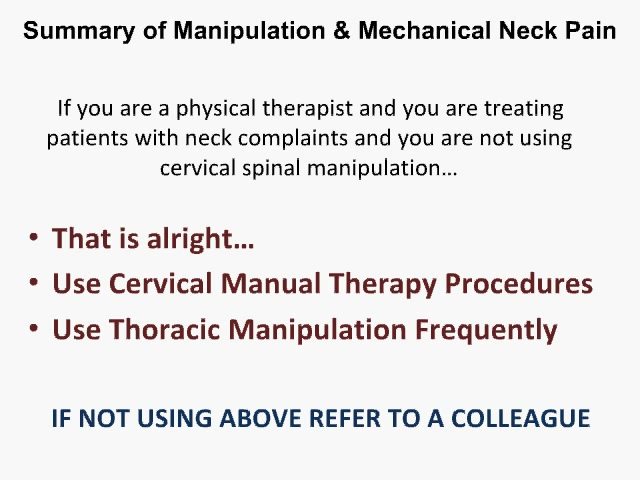 Summary of Manipulation & Mechanical Neck Pain
If you are a physical therapist and you are treating
patients with neck complaints and you are not using
cervical spinal manipulation…
• That is alright…
• Use Cervical Manual Therapy Procedures
• Use Thoracic Manipulation Frequently
IF NOT USING ABOVE REFER TO A COLLEAGUE